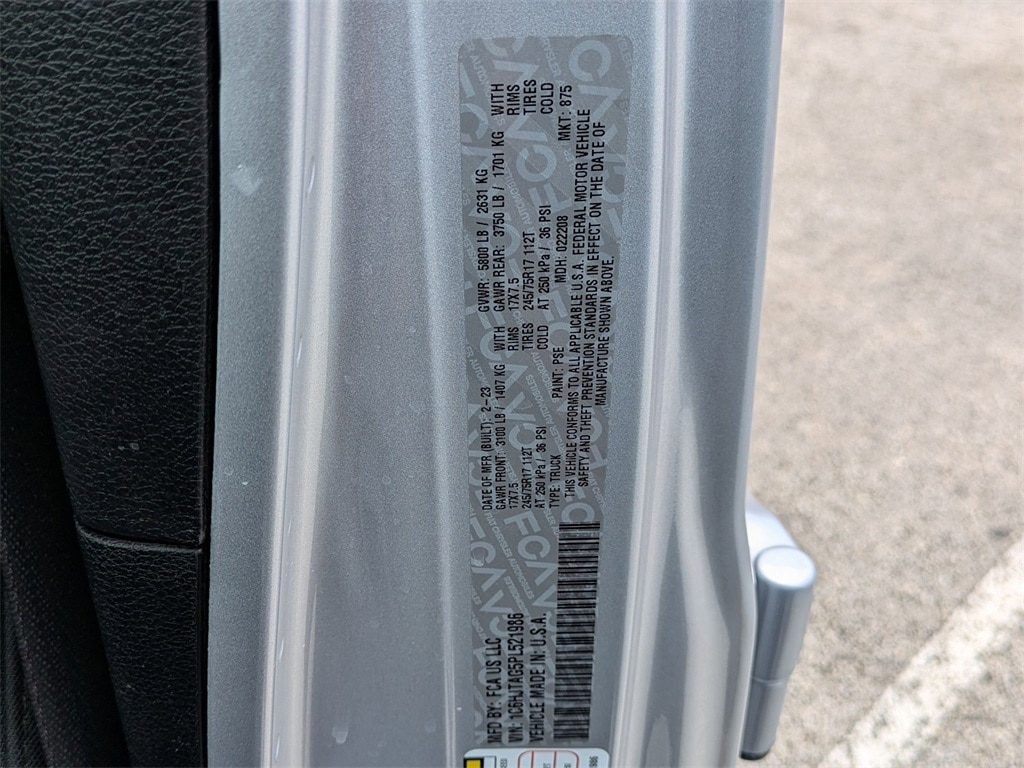 MFD BY: FCA US LLC
VIN: 1C6HJTAG5PL521986
VEHICLE MADE IN: U.S.A.
DATE OF MFR (BUILT): 2-23 GVWR: 5800 LB / 2631 KG
GAWR FRONT: 3100 LB / 1407 KG WITH GAWR REAR: 3750 LB / 1701 KG WITH
17X7.5 RIMS 17X7.5 RIMS
245/75R17 112T TIRES 245/75R17 112T TIRES
AT 250 kPa / 36 PSI COLD AT 250 kPa / 36 PSI COLD
TYPE: TRUCK PAINT: PSE MDH: 022208 MKT: 875
THIS VEHICLE CONFORMS TO ALL APPLICABLE U.S.A. FEDERAL MOTOR VEHICLE
SAFETY AND THEFT PREVENTION STANDARDS IN EFFECT ON THE DATE OF
MANUFACTURE SHOWN ABOVE.
FCA